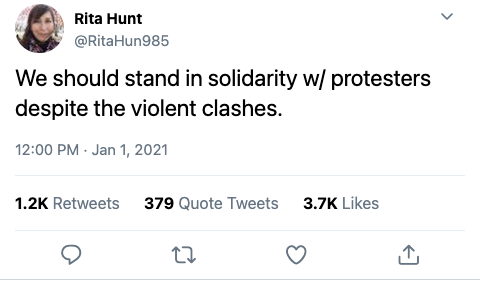 Rita Hunt
@RitaHun985
We should stand in solidarity w/ protesters
despite the violent clashes.
12:00 PM · Jan 1, 2021
1.2K Retweets 379 Quote Tweets 3.7K Likes